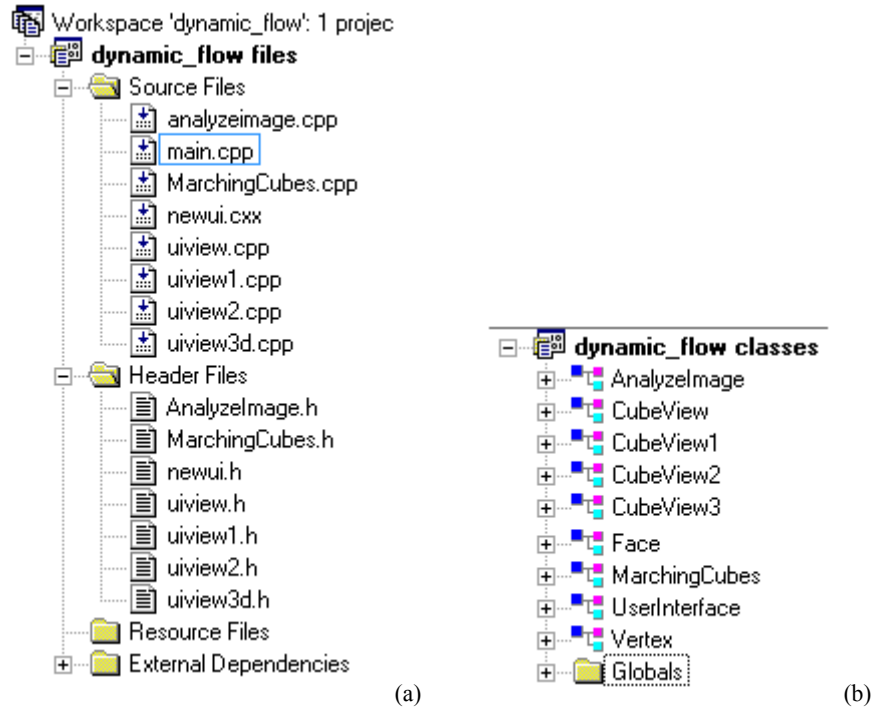 Workspace 'dynamic_flow': 1 projec
dynamic_flow files
Source Files
analyzeimage.cpp
main.cpp
MarchingCubes.cpp
newui.cxx
uiview.cpp
uiview1.cpp
uiview2.cpp
uiview3d.cpp
Header Files
AnalyzeImage.h
MarchingCubes.h
newui.h
uiview.h
uiview1.h
uiview2.h
uiview3d.h
Resource Files
External Dependencies
(a)
dynamic_flow classes
AnalyzeImage
CubeView
CubeView1
CubeView2
CubeView3
Face
MarchingCubes
UserInterface
Vertex
Globals
(b)